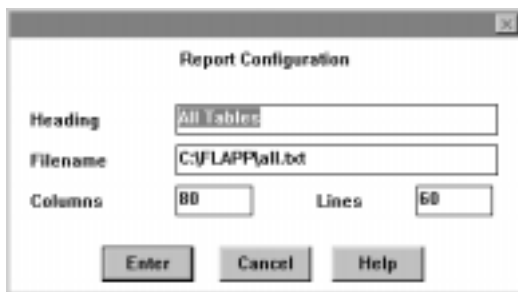 Report Configuration
Heading All Tables
Filename C:\FLAPP\all.txt
Columns 80 Lines 60
Enter Cancel Help